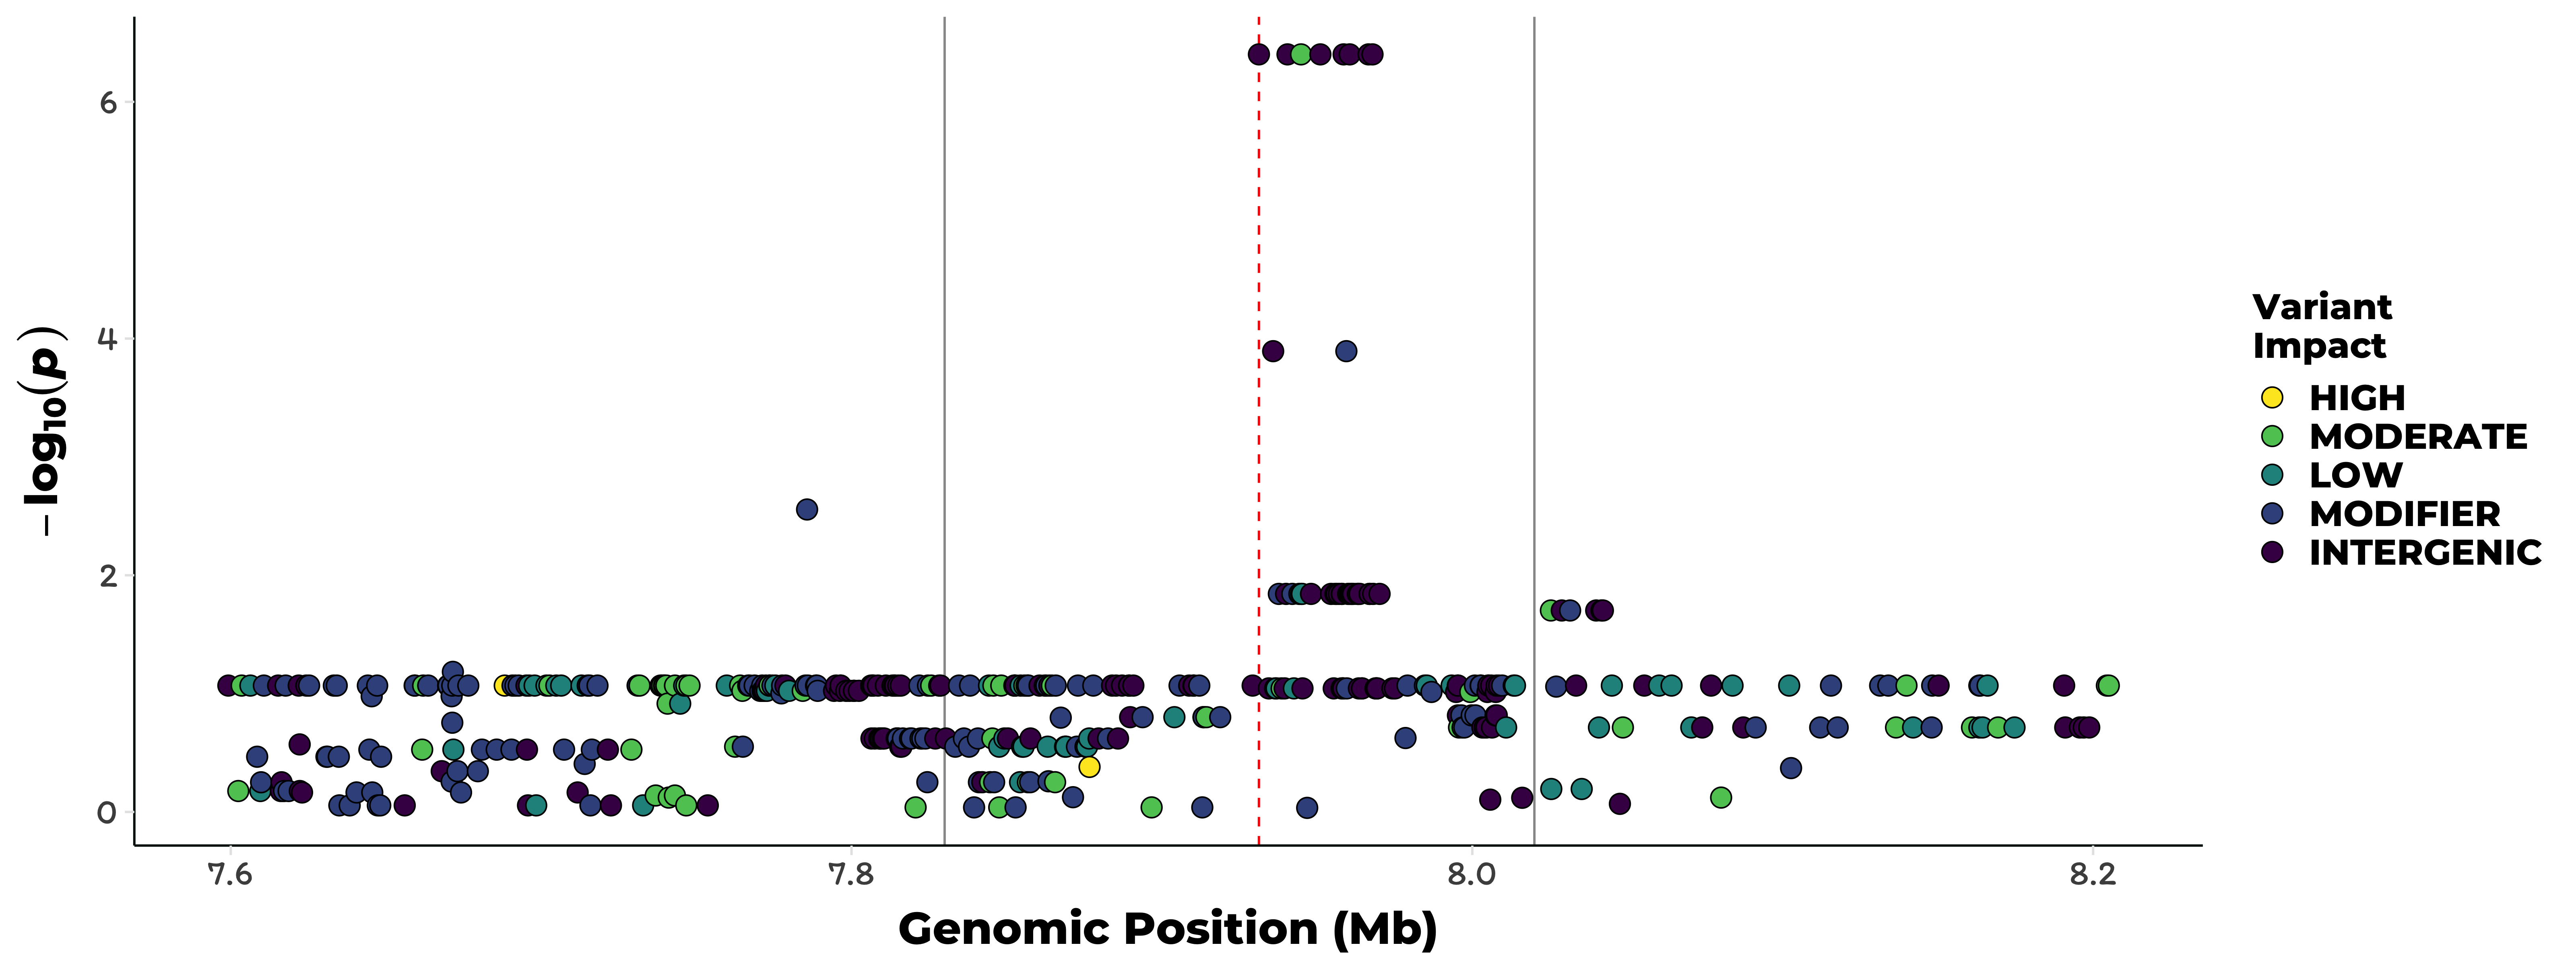 6
4
2
0
−log₁₀(p)
7.6
7.8
8.0
8.2
Genomic Position (Mb)
Variant
Impact
HIGH
MODERATE
LOW
MODIFIER
INTERGENIC